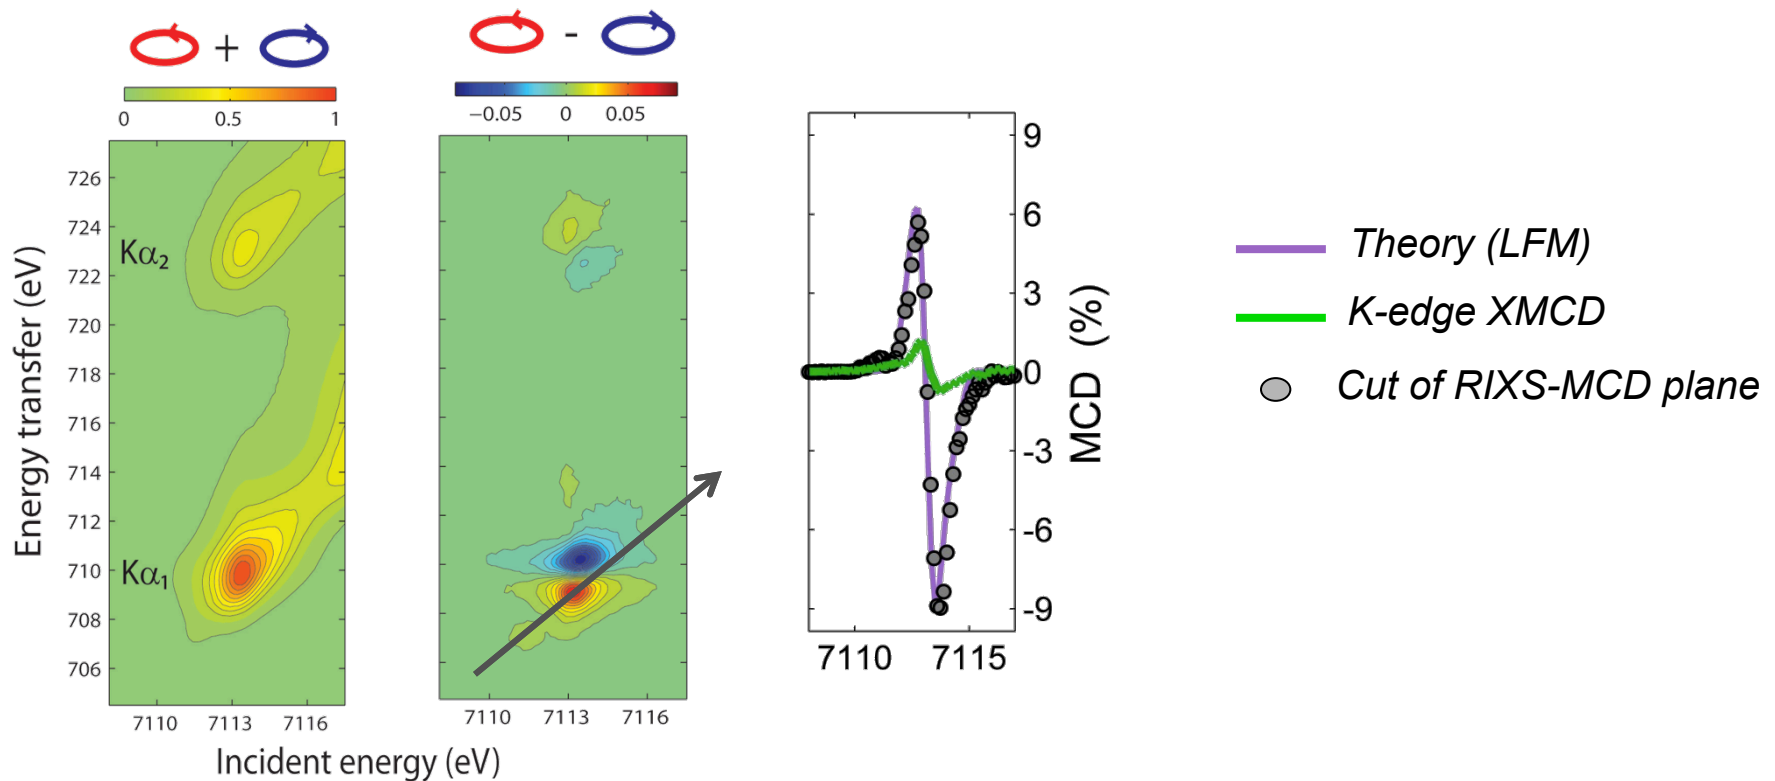 +
-
0 0.5 1
−0.05 0 0.05
Energy transfer (eV)
726
724
722
720
718
716
714
712
710
708
706
Kα₂
Kα₁
7110 7113 7116
7110 7113 7116
Incident energy (eV)
9
6
3
0
-3
-6
-9
MCD (%)
7110 7115
Theory (LFM)
K-edge XMCD
Cut of RIXS-MCD plane